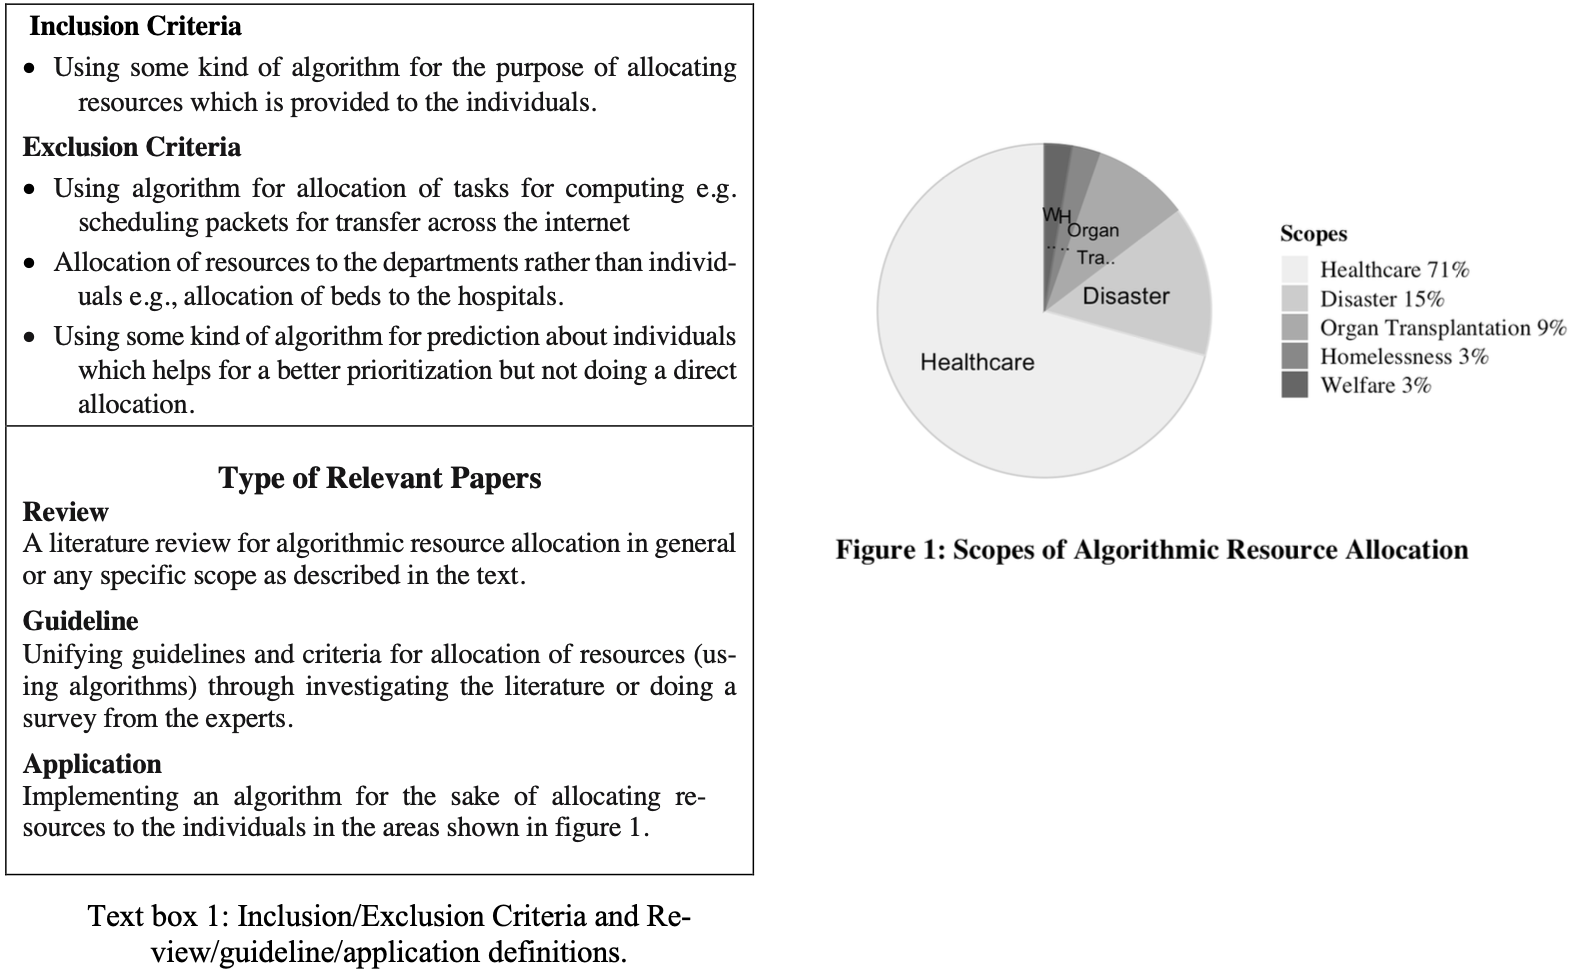 Inclusion Criteria
• Using some kind of algorithm for the purpose of allocating
resources which is provided to the individuals.
Exclusion Criteria
• Using algorithm for allocation of tasks for computing e.g.
scheduling packets for transfer across the internet
• Allocation of resources to the departments rather than individ-
uals e.g., allocation of beds to the hospitals.
• Using some kind of algorithm for prediction about individuals
which helps for a better prioritization but not doing a direct
allocation.
Type of Relevant Papers
Review
A literature review for algorithmic resource allocation in general
or any specific scope as described in the text.
Guideline
Unifying guidelines and criteria for allocation of resources (us-
ing algorithms) through investigating the literature or doing a
survey from the experts.
Application
Implementing an algorithm for the sake of allocating re-
sources to the individuals in the areas shown in figure 1.
Text box 1: Inclusion/Exclusion Criteria and Re-
view/guideline/application definitions.
W..
H..
Organ
Tra..
Disaster
Healthcare
Scopes
Healthcare 71%
Disaster 15%
Organ Transplantation 9%
Homelessness 3%
Welfare 3%
Figure 1: Scopes of Algorithmic Resource Allocation